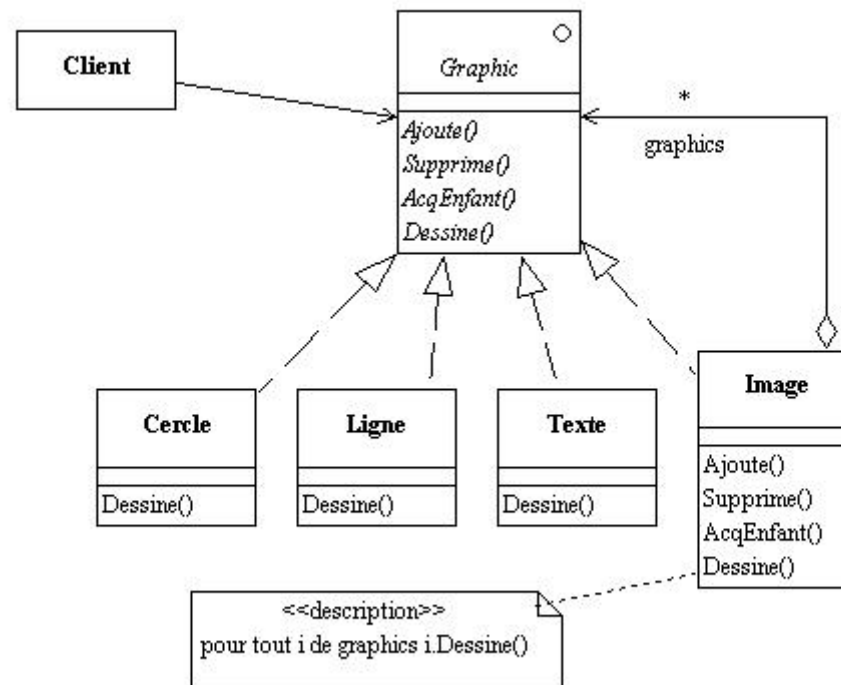 Client
Graphic
Ajoute()
Supprime()
AcqEnfant()
Dessine()
*
graphics
Cercle
Dessine()
Ligne
Dessine()
Texte
Dessine()
Image
Ajoute()
Supprime()
AcqEnfant()
Dessine()
<<description>>
pour tout i de graphics i.Dessine()